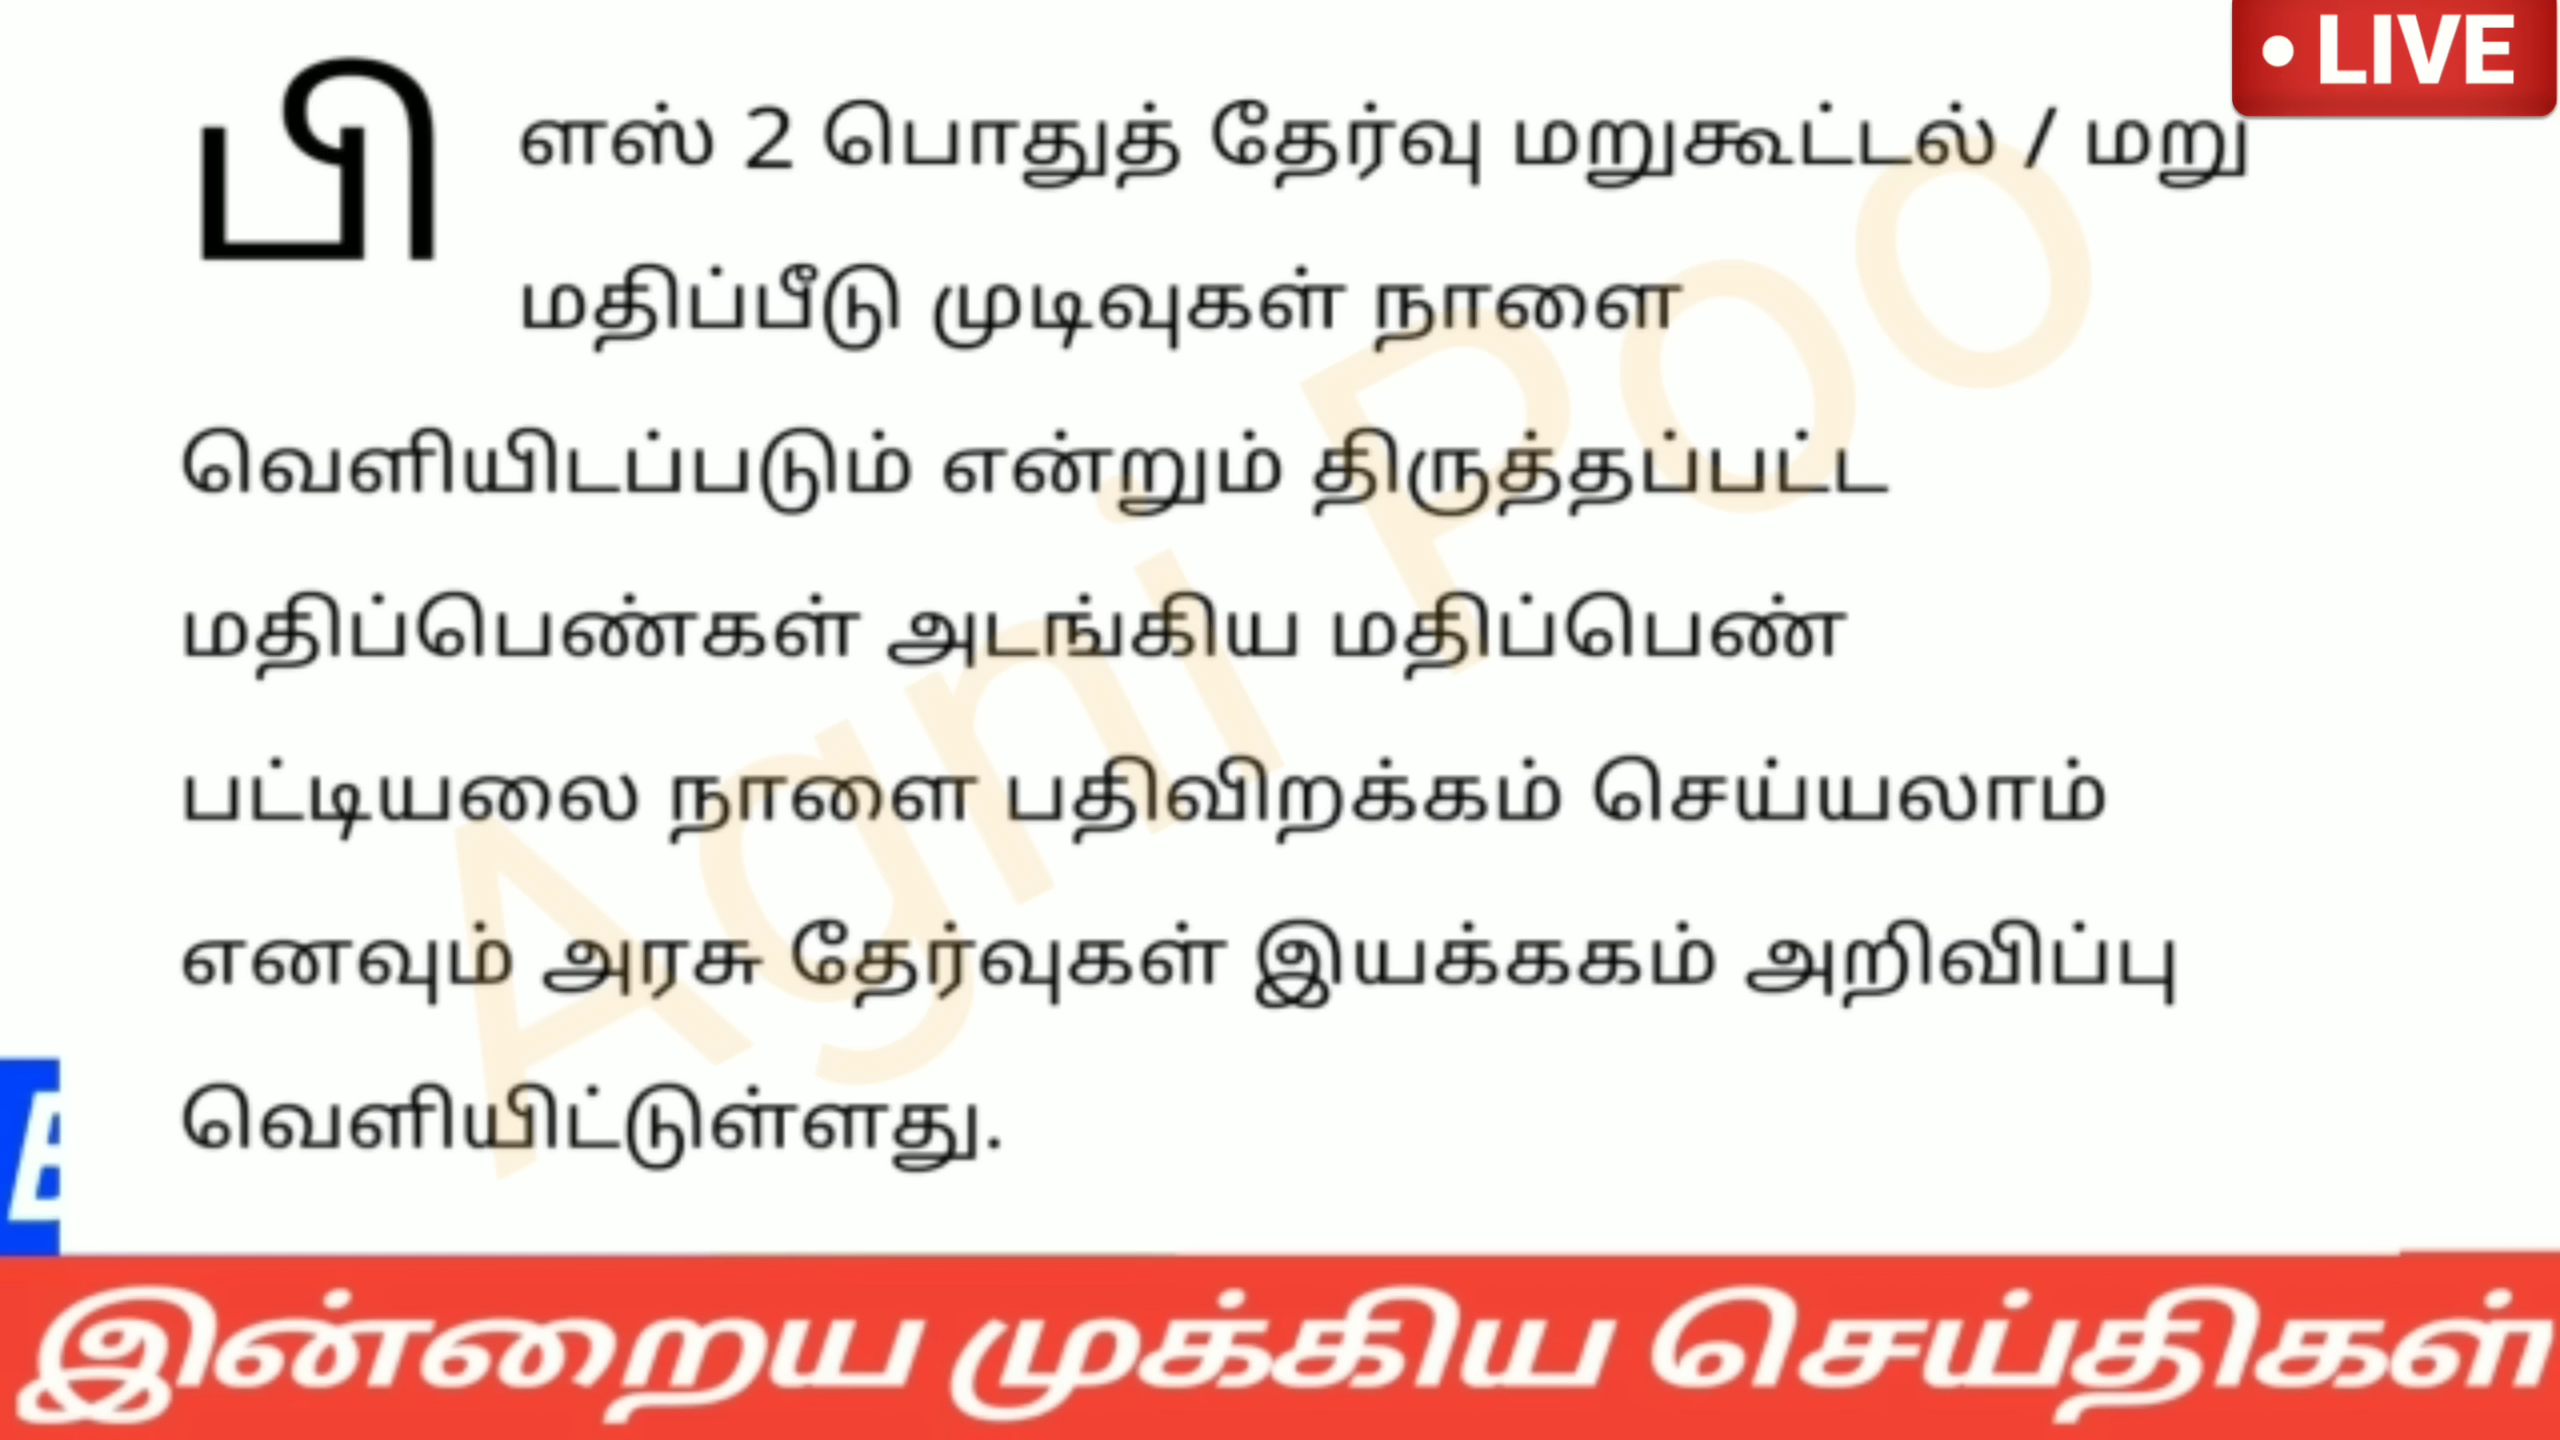 • LIVE
பிளஸ் 2 பொதுத் தேர்வு மறுகூட்டல் / மறு
மதிப்பீடு முடிவுகள் நாளை
வெளியிடப்படும் என்றும் திருத்தப்பட்ட
மதிப்பெண்கள் அடங்கிய மதிப்பெண்
பட்டியலை நாளை பதிவிறக்கம் செய்யலாம்
எனவும் அரசு தேர்வுகள் இயக்ககம் அறிவிப்பு
வெளியிட்டுள்ளது.
Agni Poo
இன்றைய முக்கிய செய்திகள்